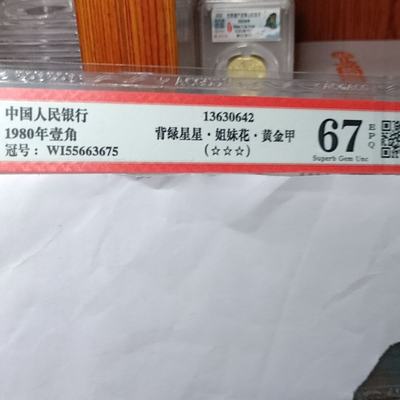 中国人民银行
1980年壹角
冠号： WI55663675
13630642
背绿星星·姐妹花·黄金甲
(☆☆☆)
67
EPQ
Superb Gem Unc